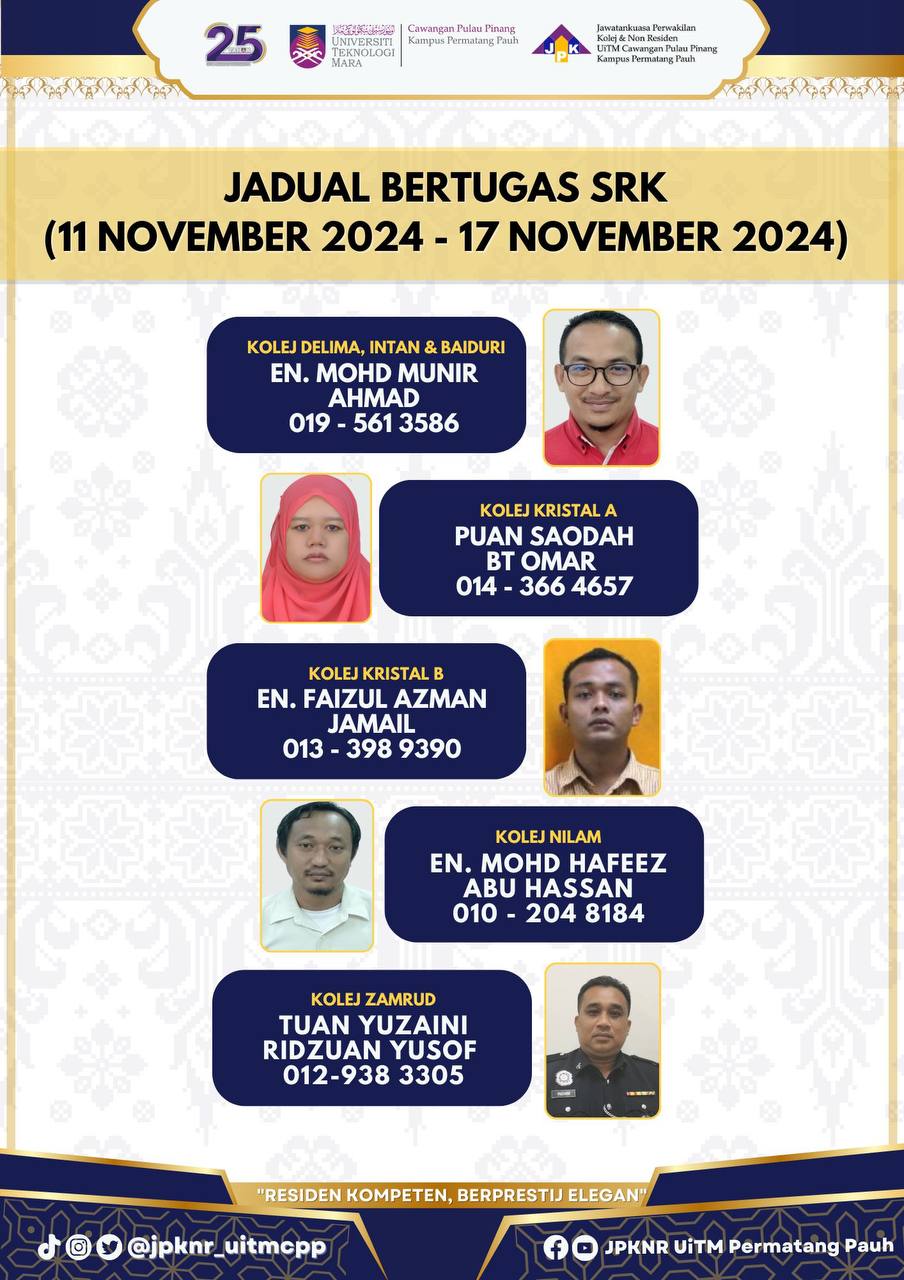 25
TAHUN
UNIVERSITI
TEKNOLOGI
MARA
Cawangan Pulau Pinang
Kampus Permatang Pauh
JPK
Jawatankuasa Perwakilan
Kolej & Non Residen
UiTM Cawangan Pulau Pinang
Kampus Permatang Pauh
JADUAL BERTUGAS SRK
(11 NOVEMBER 2024 - 17 NOVEMBER 2024)
KOLEJ DELIMA, INTAN & BAIDURI
EN. MOHD MUNIR
AHMAD
019 - 561 3586
KOLEJ KRISTAL A
PUAN SAODAH
BT OMAR
014 - 366 4657
KOLEJ KRISTAL B
EN. FAIZUL AZMAN
JAMAIL
013 - 398 9390
KOLEJ NILAM
EN. MOHD HAFEEZ
ABU HASSAN
010 - 204 8184
KOLEJ ZAMRUD
TUAN YUZAINI
RIDZUAN YUSOF
012-938 3305
"RESIDEN KOMPETEN, BERPRESTIJ ELEGAN"
@jpknr_uitmcpp
JPKNR UiTM Permatang Pauh